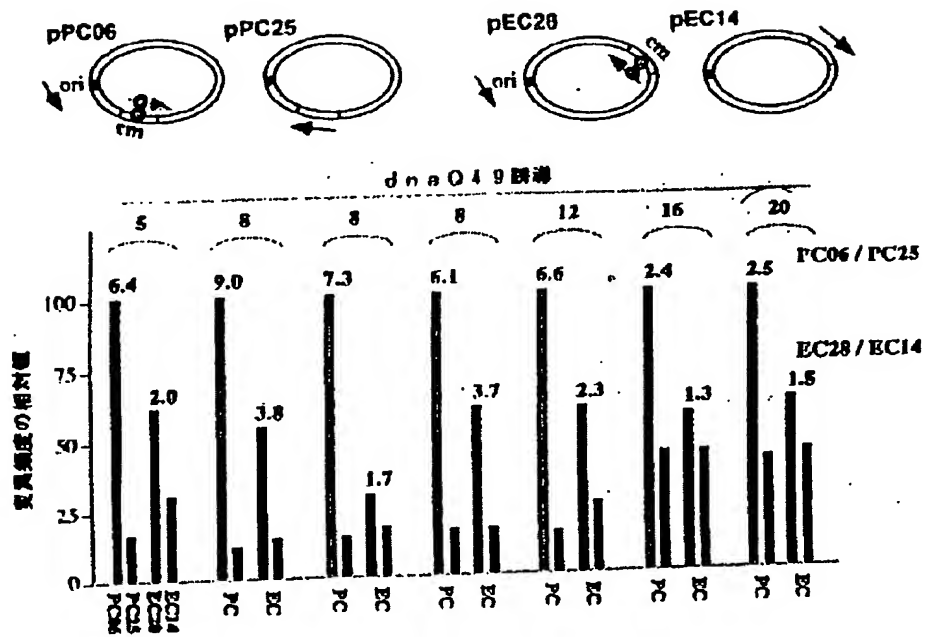 pPC06 pPC25 pEC28 pEC14
ori cm ori cm
dnaQ49誘導
5 8 8 8 12 16 20
PC06 / PC25
6.4 9.0 7.3 6.1 6.6 2.4 2.5
EC28 / EC14
2.0 3.8 1.7 3.7 2.3 1.3 1.5
変異頻度の相対値
100
75
50
25
0
PC06 PC25 EC28 EC14 PC EC PC EC PC EC PC EC PC EC PC EC